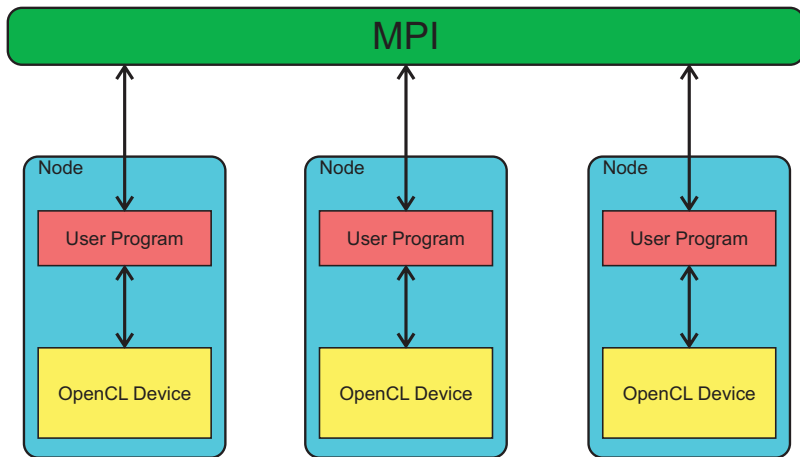 MPI
Node
User Program
OpenCL Device
Node
User Program
OpenCL Device
Node
User Program
OpenCL Device